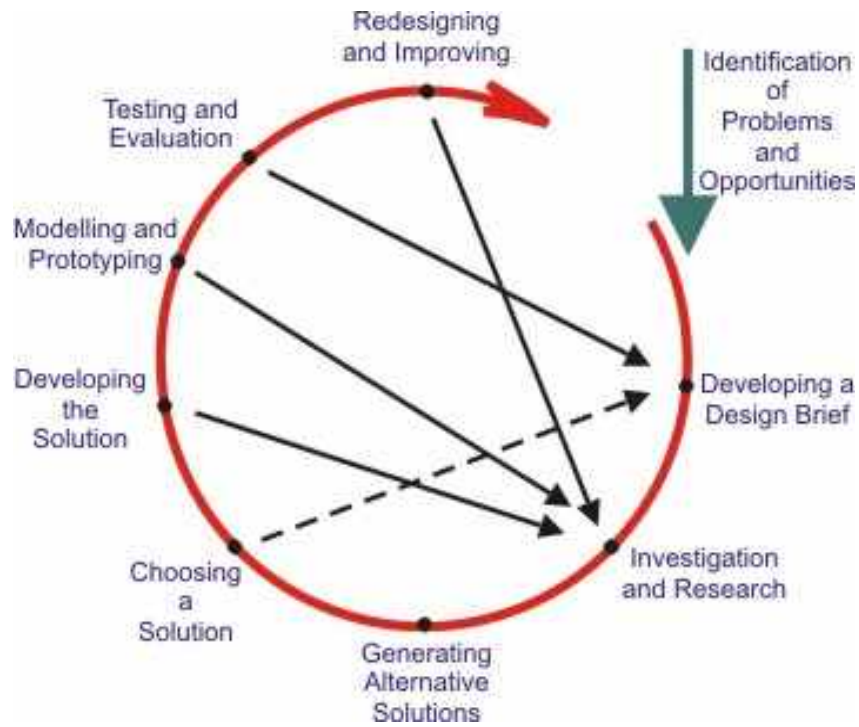 Redesigning
and Improving
Identification
of
Problems
and
Opportunities
Testing and
Evaluation
Modelling and
Prototyping
Developing
the
Solution
Developing a
Design Brief
Choosing
a
Solution
Investigation
and Research
Generating
Alternative
Solutions